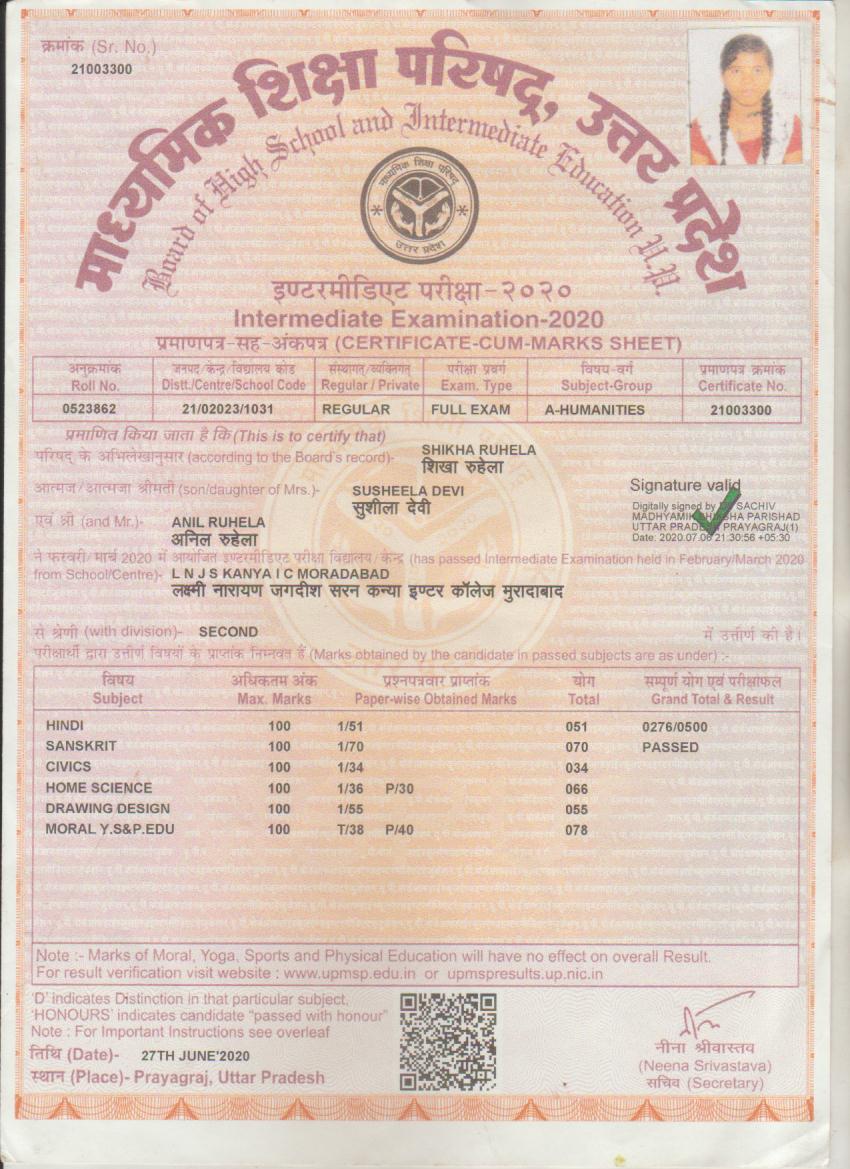 क्रमांक (Sr. No.)
21003300
माध्यमिक शिक्षा परिषद्, उत्तर प्रदेश
Board of High School and Intermediate Education U.P.
माध्यमिक शिक्षा परिषद्
उत्तर प्रदेश
इण्टरमीडिएट परीक्षा-२०२०
Intermediate Examination-2020
प्रमाणपत्र-सह-अंकपत्र (CERTIFICATE-CUM-MARKS SHEET)
अनुक्रमांक जनपद/केन्द्र/विद्यालय कोड संस्थागत/व्यक्तिगत परीक्षा प्रवर्ग विषय-वर्ग प्रमाणपत्र क्रमांक
Roll No. Distt./Centre/School Code Regular / Private Exam. Type Subject-Group Certificate No.
0523862 21/02023/1031 REGULAR FULL EXAM A-HUMANITIES 21003300
प्रमाणित किया जाता है कि (This is to certify that)
SHIKHA RUHELA
परिषद् के अभिलेखानुसार (according to the Board's record)-
शिखा रुहेला
आत्मज/आत्मजा श्रीमती (son/daughter of Mrs.)- SUSHEELA DEVI
सुशीला देवी
Signature valid
Digitally signed by SACHIV
MADHYAMIK SHIKSHA PARISHAD
UTTAR PRADESH PRAYAGRAJ(1)
Date: 2020.07.06 21:30:56 +05:30
एवं श्री (and Mr.)- ANIL RUHELA
अनिल रुहेला
ने फरवरी/मार्च 2020 में आयोजित इण्टरमीडिएट परीक्षा विद्यालय/केन्द्र (has passed Intermediate Examination held in February/March 2020
from School/Centre)- L N J S KANYA I C MORADABAD
लक्ष्मी नारायण जगदीश सरन कन्या इण्टर कॉलेज मुरादाबाद
से श्रेणी (with division)- SECOND में उत्तीर्ण की है।
परीक्षार्थी द्वारा उत्तीर्ण विषयों के प्राप्तांक निम्नवत हैं (Marks obtained by the candidate in passed subjects are as under) :-
विषय अधिकतम अंक प्रश्नपत्रवार प्राप्तांक योग सम्पूर्ण योग एवं परीक्षाफल
Subject Max. Marks Paper-wise Obtained Marks Total Grand Total & Result
HINDI 100 1/51 051 0276/0500
SANSKRIT 100 1/70 070 PASSED
CIVICS 100 1/34 034
HOME SCIENCE 100 1/36 P/30 066
DRAWING DESIGN 100 1/55 055
MORAL Y.S&P.EDU 100 T/38 P/40 078
Note :- Marks of Moral, Yoga, Sports and Physical Education will have no effect on overall Result.
For result verification visit website : www.upmsp.edu.in or upmspresults.up.nic.in
'D' indicates Distinction in that particular subject,
'HONOURS' indicates candidate "passed with honour"
Note : For Important Instructions see overleaf
तिथि (Date)- 27TH JUNE'2020
स्थान (Place)- Prayagraj, Uttar Pradesh
नीना श्रीवास्तव
(Neena Srivastava)
सचिव (Secretary)